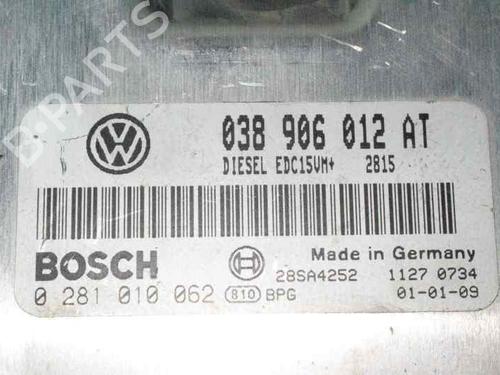 B-PARTS
VW
038 906 012 AT
DIESEL EDC15VM+ 2815
BOSCH
Made in Germany
28SA4252 1127 0734
0 281 010 062 810 BPG 01-01-09